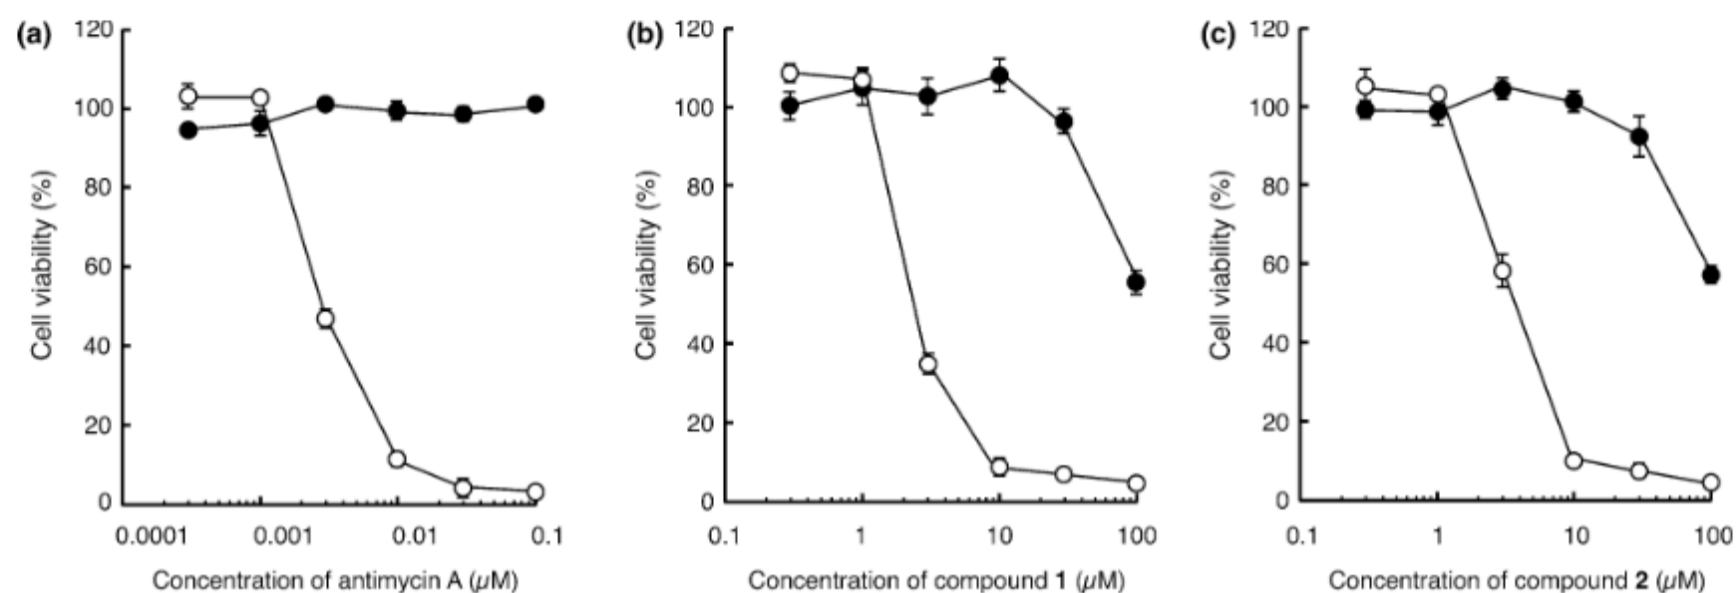 (a)
120
100
80
60
40
20
0
Cell viability (%)
0.0001 0.001 0.01 0.1
Concentration of antimycin A (µM)
(b)
120
100
80
60
40
20
0
Cell viability (%)
0.1 1 10 100
Concentration of compound 1 (µM)
(c)
120
100
80
60
40
20
0
Cell viability (%)
0.1 1 10 100
Concentration of compound 2 (µM)